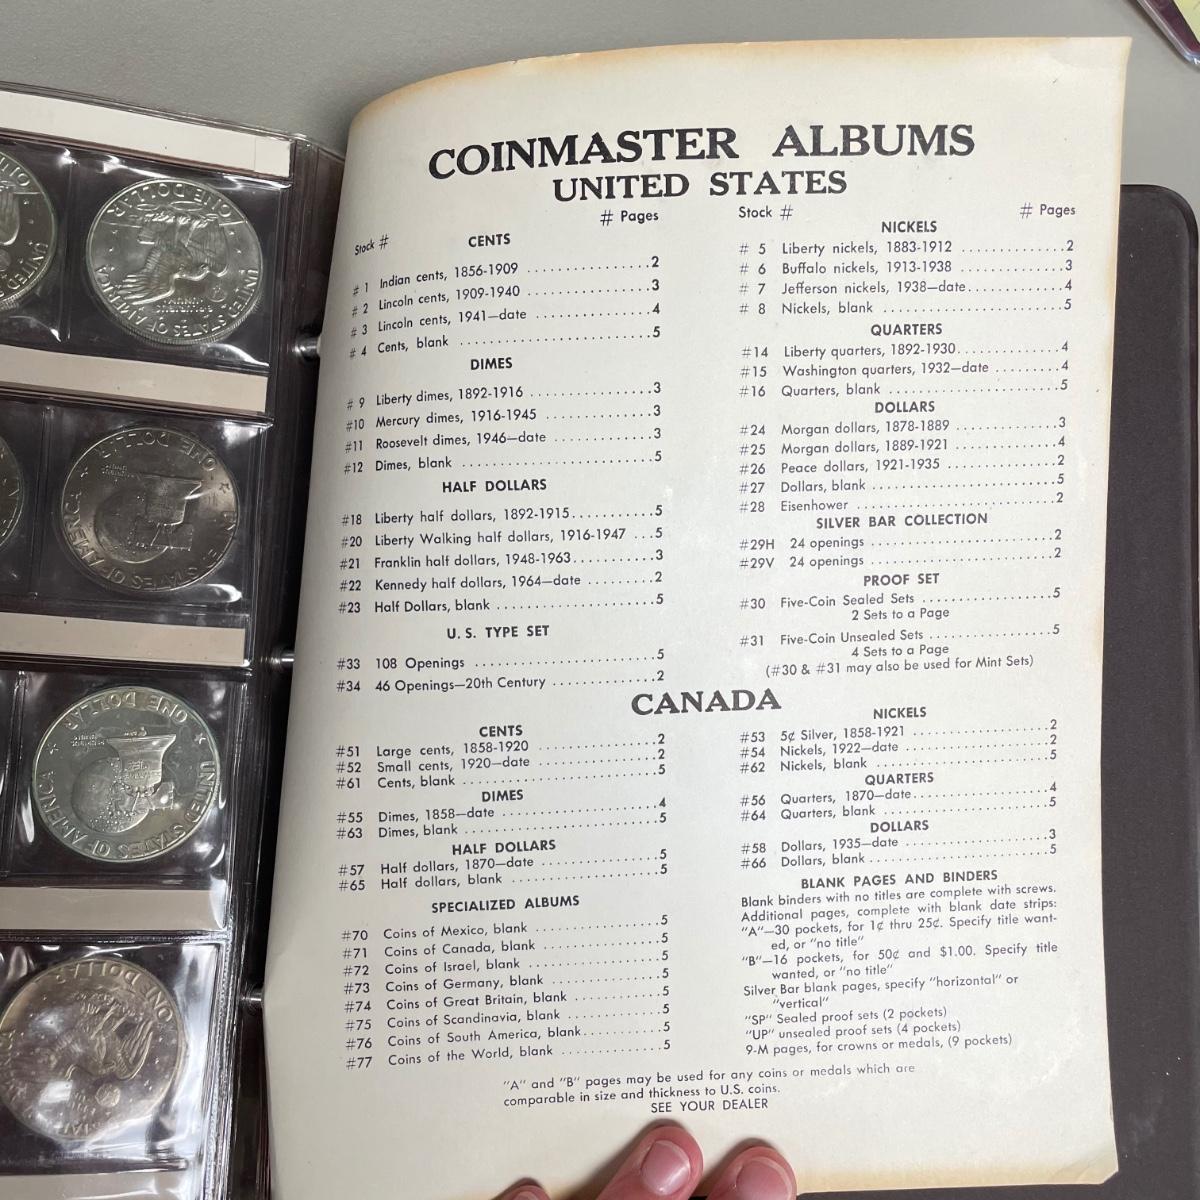 COINMASTER ALBUMS
UNITED STATES
Stock # # Pages
CENTS
# 1 Indian cents, 1856-1909 ..................2
# 2 Lincoln cents, 1909-1940 ..................3
# 3 Lincoln cents, 1941—date ..................4
# 4 Cents, blank ..........................5
DIMES
# 9 Liberty dimes, 1892-1916 ..................3
#10 Mercury dimes, 1916-1945 ................3
#11 Roosevelt dimes, 1946—date ..............3
#12 Dimes, blank ..........................5
HALF DOLLARS
#18 Liberty half dollars, 1892-1915............5
#20 Liberty Walking half dollars, 1916-1947 ...5
#21 Franklin half dollars, 1948-1963............3
#22 Kennedy half dollars, 1964—date ..........2
#23 Half Dollars, blank ......................5
U. S. TYPE SET
#33 108 Openings ........................5
#34 46 Openings—20th Century ..............2
Stock # # Pages
NICKELS
# 5 Liberty nickels, 1883-1912 ..............2
# 6 Buffalo nickels, 1913-1938 ..............3
# 7 Jefferson nickels, 1938—date.............4
# 8 Nickels, blank ........................5
QUARTERS
#14 Liberty quarters, 1892-1930..............4
#15 Washington quarters, 1932—date .........4
#16 Quarters, blank ......................5
DOLLARS
#24 Morgan dollars, 1878-1889 ..............3
#25 Morgan dollars, 1889-1921 ..............4
#26 Peace dollars, 1921-1935 ..............2
#27 Dollars, blank ........................5
#28 Eisenhower ..........................2
SILVER BAR COLLECTION
#29H 24 openings ........................2
#29V 24 openings ........................2
PROOF SET
#30 Five-Coin Sealed Sets ..................5
2 Sets to a Page
#31 Five-Coin Unsealed Sets ................5
4 Sets to a Page
(#30 & #31 may also be used for Mint Sets)
CANADA
CENTS
#51 Large cents, 1858-1920 ................2
#52 Small cents, 1920—date ................2
#61 Cents, blank ..........................5
DIMES
#55 Dimes, 1858—date ....................4
#63 Dimes, blank ........................5
HALF DOLLARS
#57 Half dollars, 1870—date ................5
#65 Half dollars, blank ....................5
SPECIALIZED ALBUMS
#70 Coins of Mexico, blank ................5
#71 Coins of Canada, blank ................5
#72 Coins of Israel, blank ................5
#73 Coins of Germany, blank ..............5
#74 Coins of Great Britain, blank ..........5
#75 Coins of Scandinavia, blank ............5
#76 Coins of South America, blank..........5
#77 Coins of the World, blank ..............5
NICKELS
#53 5¢ Silver, 1858-1921 ..................2
#54 Nickels, 1922—date ....................2
#62 Nickels, blank ........................5
QUARTERS
#56 Quarters, 1870—date..................4
#64 Quarters, blank ......................5
DOLLARS
#58 Dollars, 1935—date ..................3
#66 Dollars, blank ........................5
BLANK PAGES AND BINDERS
Blank binders with no titles are complete with screws.
Additional pages, complete with blank date strips:
"A"—30 pockets, for 1¢ thru 25¢. Specify title want-
ed, or "no title"
"B"—16 pockets, for 50¢ and $1.00. Specify title
wanted, or "no title"
Silver Bar blank pages, specify "horizontal" or
"vertical"
"SP" Sealed proof sets (2 pockets)
"UP" unsealed proof sets (4 pockets)
9-M pages, for crowns or medals, (9 pockets)
"A" and "B" pages may be used for any coins or medals which are
comparable in size and thickness to U.S. coins.
SEE YOUR DEALER
UNITED STATES OF AMERICA
ONE DOLLAR
UNITED STATES OF AMERICA
ONE DOLLAR
UNITED STATES OF AMERICA
ONE DOLLAR
ONE DOLLAR